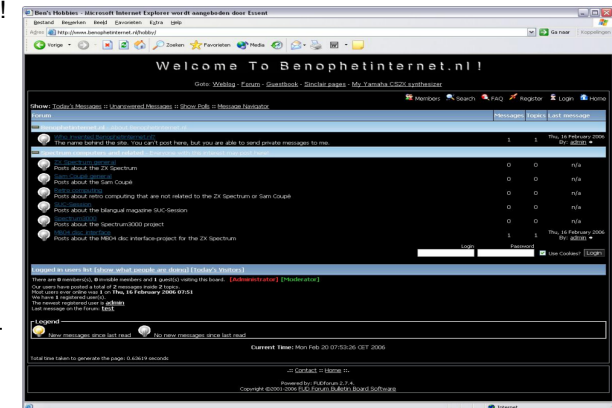 !
Ben's Hobbies - Microsoft Internet Explorer wordt aangeboden door Essent
Bestand Bewerken Beeld Favorieten Extra Help
Adres http://www.benophetinternet.nl/hobby/ Ga naar Koppelingen
Vorige Zoeken Favorieten Media
Welcome To Benophetinternet.nl!
Goto: Weblog - Forum - Guestbook - Sinclair pages - My Yamaha CS2X synthesizer
Members Search FAQ Register Login Home
Show: Today's Messages :: Unanswered Messages :: Show Polls :: Message Navigator
Forum Messages Topics Last message
Who invented Benophetinternet.nl?
The name behind the site. You can't post here, but you are able to send private messages to me. 1 1 Thu, 16 February 2006
By: admin
ZX Spectrum general
Posts about the ZX Spectrum 0 0 n/a
Sam Coupé general
Posts about the Sam Coupé 0 0 n/a
Retro computing
Posts about retro computing that are not related to the ZX Spectrum or Sam Coupé 0 0 n/a
SUC-Session
Posts about the bilangual magazine SUC-Session 0 0 n/a
Spectrum3000
Posts about the Spectrum3000 project 0 0 n/a
MB04 disc interface
Posts about the MB04 disc interface-project for the ZX Spectrum 1 1 Thu, 16 February 2006
By: admin
Login Password
Use Cookies? Login
Logged in users list [show what people are doing] [Today's Visitors]
There are 0 member(s), 0 invisible members and 1 guest(s) visiting this board. [Administrator] [Moderator]
Our users have posted a total of 2 messages inside 2 topics.
Most users ever online was 1 on Thu, 16 February 2006 07:51
We have 1 registered user(s).
The newest registered user is admin
Last message on the forum: test
Legend
New messages since last read No new messages since last read
Current Time: Mon Feb 20 07:53:26 CET 2006
Total time taken to generate the page: 0.63619 seconds
.:: Contact :: Home ::.
Powered by: FUDforum 2.7.4.
Copyright ©2001-2006 FUD Forum Bulletin Board Software
Internet
.